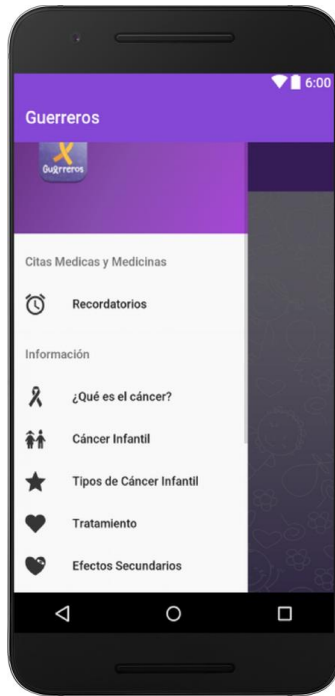 6:00
Guerreros
Guerreros
Citas Medicas y Medicinas
Recordatorios
Información
¿Qué es el cáncer?
Cáncer Infantil
Tipos de Cáncer Infantil
Tratamiento
Efectos Secundarios